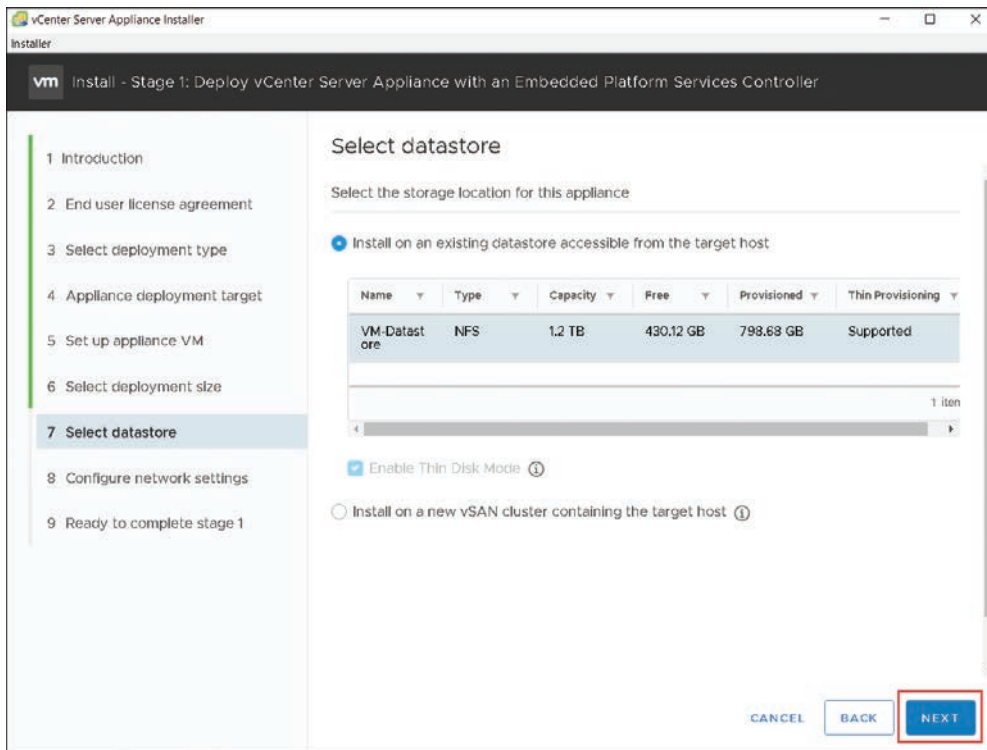 vCenter Server Appliance Installer
Installer
vm Install - Stage 1: Deploy vCenter Server Appliance with an Embedded Platform Services Controller
1 Introduction
2 End user license agreement
3 Select deployment type
4 Appliance deployment target
5 Set up appliance VM
6 Select deployment size
7 Select datastore
8 Configure network settings
9 Ready to complete stage 1
Select datastore
Select the storage location for this appliance
Install on an existing datastore accessible from the target host
Name Type Capacity Free Provisioned Thin Provisioning
VM-Datast NFS 1.2 TB 430.12 GB 798.68 GB Supported
ore
1 item
Enable Thin Disk Mode
Install on a new vSAN cluster containing the target host
CANCEL BACK NEXT